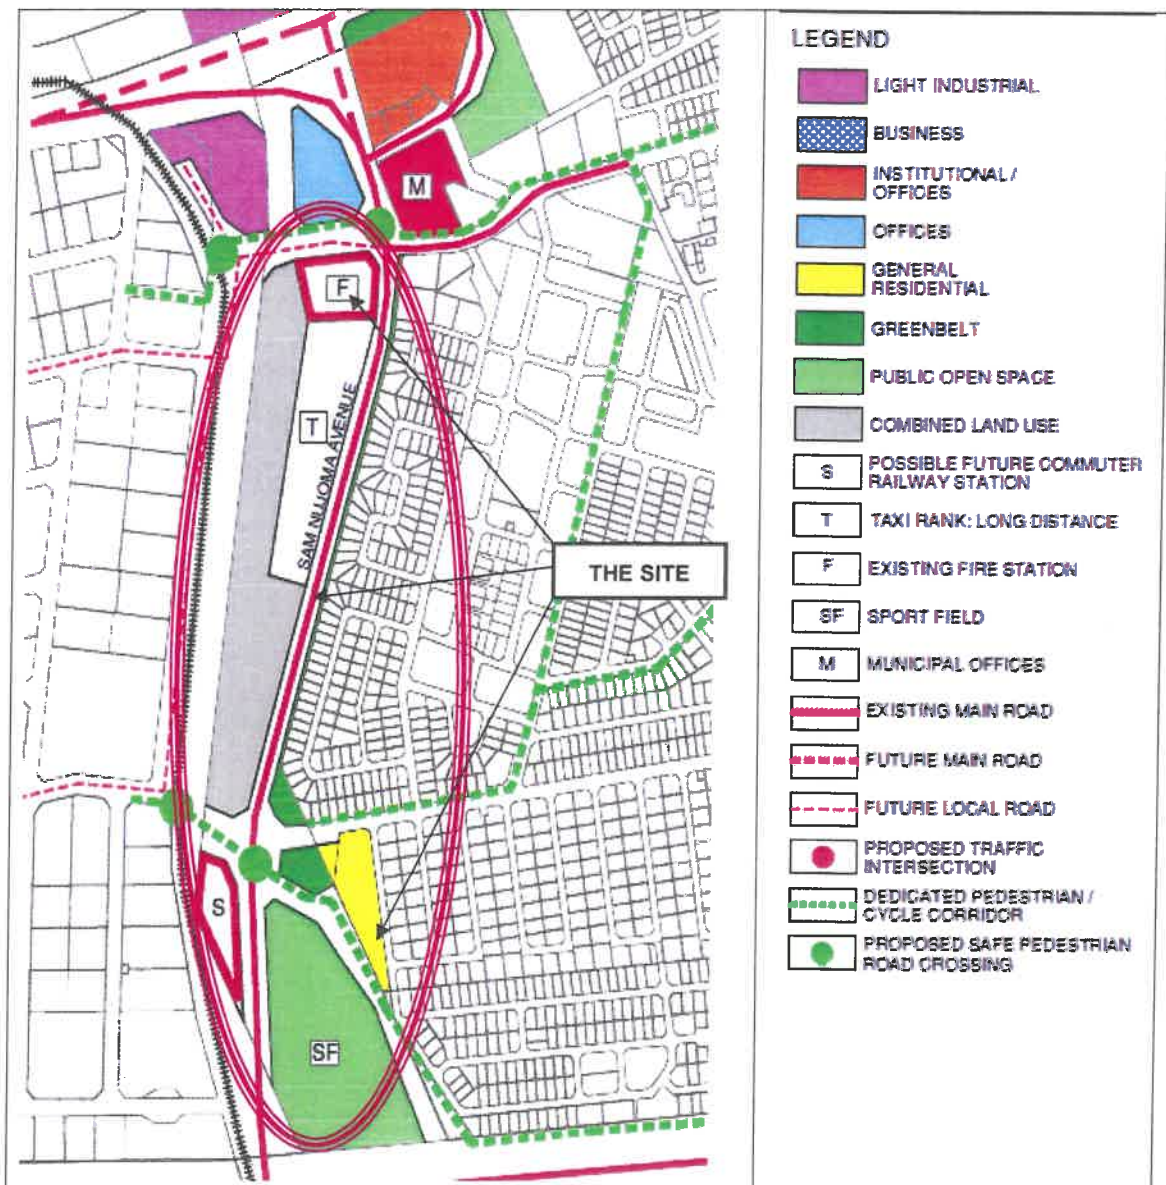 M
F
T
SAM NUJOMA AVENUE
THE SITE
S
SF
LEGEND
LIGHT INDUSTRIAL
BUSINESS
INSTITUTIONAL /
OFFICES
OFFICES
GENERAL
RESIDENTIAL
GREENBELT
PUBLIC OPEN SPACE
COMBINED LAND USE
S
POSSIBLE FUTURE COMMUTER
RAILWAY STATION
T
TAXI RANK: LONG DISTANCE
F
EXISTING FIRE STATION
SF
SPORT FIELD
M
MUNICIPAL OFFICES
EXISTING MAIN ROAD
FUTURE MAIN ROAD
FUTURE LOCAL ROAD
PROPOSED TRAFFIC
INTERSECTION
DEDICATED PEDESTRIAN /
CYCLE CORRIDOR
PROPOSED SAFE PEDESTRIAN
ROAD CROSSING